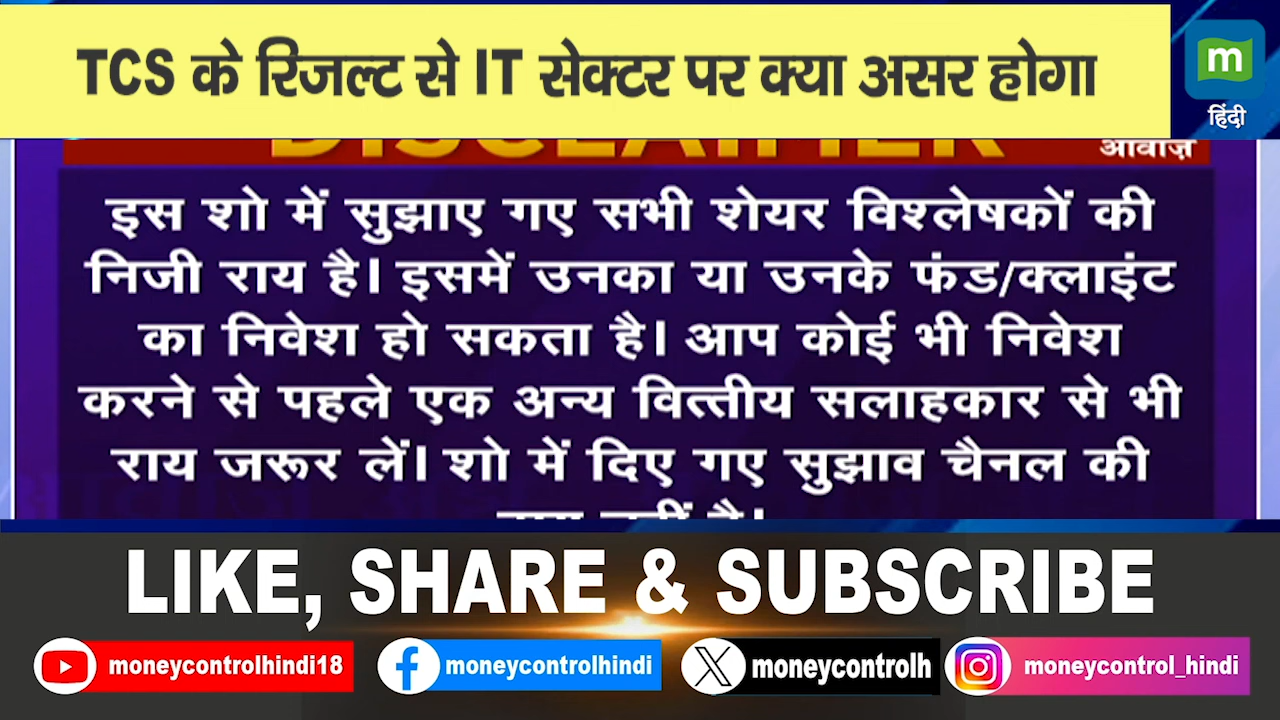 TCS के रिजल्ट से IT सेक्टर पर क्या असर होगा
m
हिंदी
DISCLAIMER
आवाज़
इस शो में सुझाए गए सभी शेयर विश्लेषकों की
निजी राय है। इसमें उनका या उनके फंड/क्लाइंट
का निवेश हो सकता है। आप कोई भी निवेश
करने से पहले एक अन्य वित्तीय सलाहकार से भी
राय जरूर लें। शो में दिए गए सुझाव चैनल की
LIKE, SHARE & SUBSCRIBE
moneycontrolhindi18
moneycontrolhindi
moneycontrolh
moneycontrol_hindi